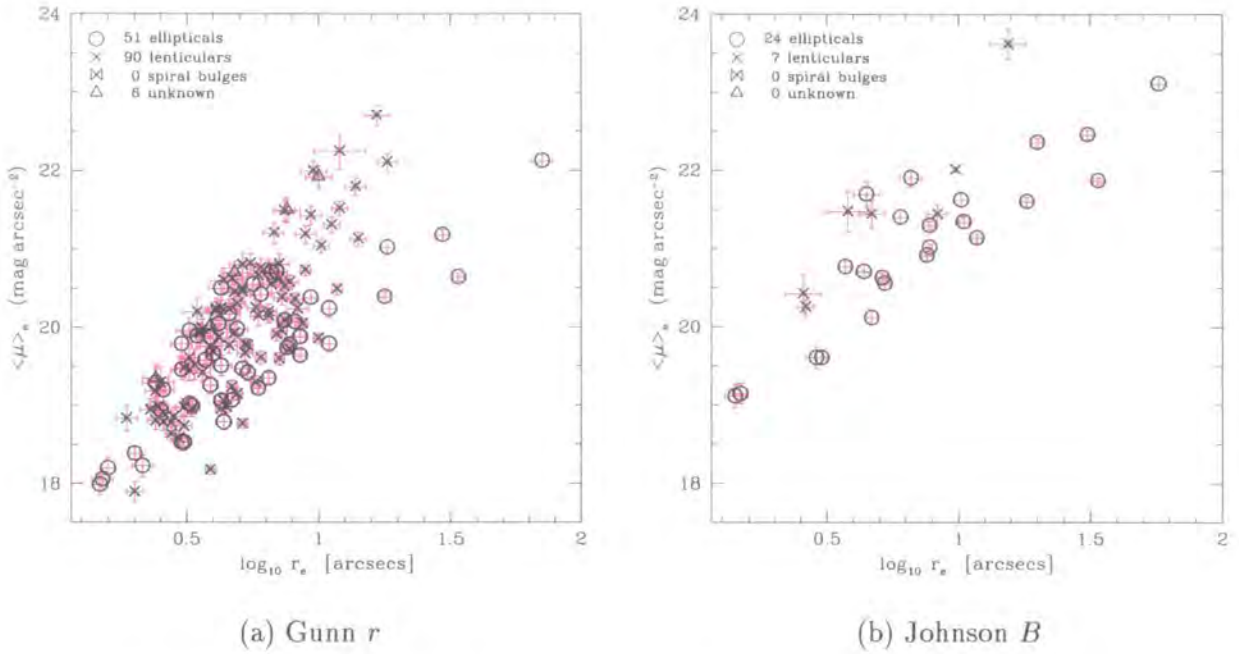 24
22
20
18
0.5
1
1.5
2
<μ>ₑ (mag arcsec⁻²)
log₁₀ rₑ [arcsecs]
51 ellipticals
90 lenticulars
0 spiral bulges
6 unknown
(a) Gunn r
24
22
20
18
0.5
1
1.5
2
<μ>ₑ (mag arcsec⁻²)
log₁₀ rₑ [arcsecs]
24 ellipticals
7 lenticulars
0 spiral bulges
0 unknown
(b) Johnson B